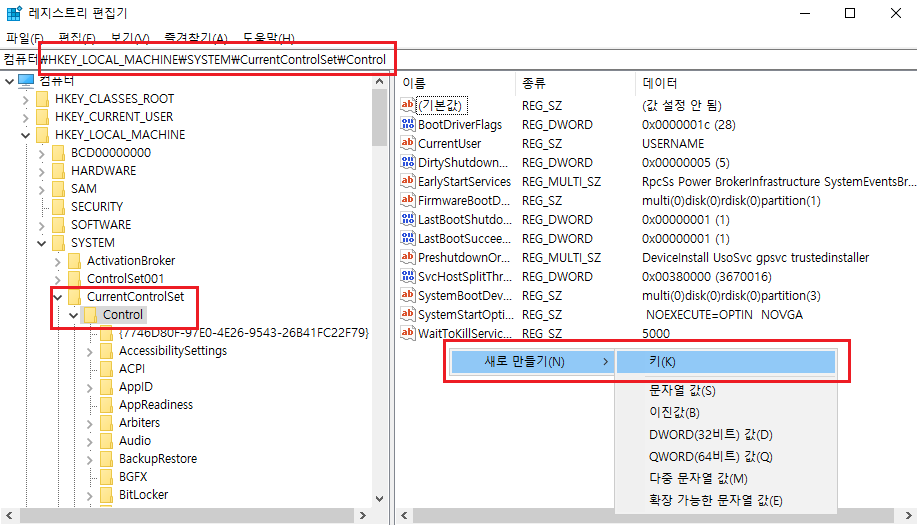 레지스트리 편집기
파일(F) 편집(E) 보기(V) 즐겨찾기(A) 도움말(H)
컴퓨터₩HKEY_LOCAL_MACHINE₩SYSTEM₩CurrentControlSet₩Control
컴퓨터
HKEY_CLASSES_ROOT
HKEY_CURRENT_USER
HKEY_LOCAL_MACHINE
BCD00000000
HARDWARE
SAM
SECURITY
SOFTWARE
SYSTEM
ActivationBroker
ControlSet001
CurrentControlSet
Control
{7746D80F-97E0-4E26-9543-26B41FC22F79}
AccessibilitySettings
ACPI
AppID
AppReadiness
Arbiters
Audio
BackupRestore
BGFX
BitLocker
이름 종류 데이터
(기본값) REG_SZ (값 설정 안 됨)
BootDriverFlags REG_DWORD 0x0000001c (28)
CurrentUser REG_SZ USERNAME
DirtyShutdown... REG_DWORD 0x00000005 (5)
EarlyStartServices REG_MULTI_SZ RpcSs Power BrokerInfrastructure SystemEventsBr...
FirmwareBootD... REG_SZ multi(0)disk(0)rdisk(0)partition(1)
LastBootShutdo... REG_DWORD 0x00000001 (1)
LastBootSuccee... REG_DWORD 0x00000001 (1)
PreshutdownOr... REG_MULTI_SZ DeviceInstall UsoSvc gpsvc trustedinstaller
SvcHostSplitThr... REG_DWORD 0x00380000 (3670016)
SystemBootDev... REG_SZ multi(0)disk(0)rdisk(0)partition(3)
SystemStartOpti... REG_SZ NOEXECUTE=OPTIN NOVGA
WaitToKillServic... REG_SZ 5000
새로 만들기(N) 키(K)
문자열 값(S)
이진값(B)
DWORD(32비트) 값(D)
QWORD(64비트) 값(Q)
다중 문자열 값(M)
확장 가능한 문자열 값(E)